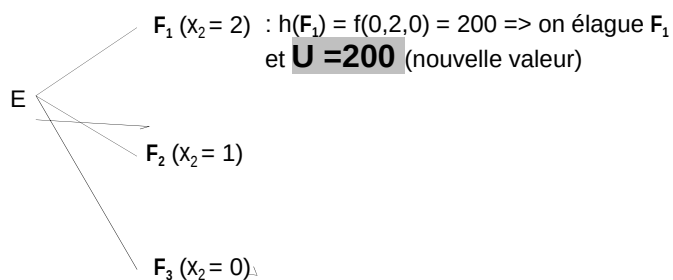 F₁ (x₂ = 2) : h(F₁) = f(0,2,0) = 200 => on élague F₁
et U =200 (nouvelle valeur)
E
F₂ (x₂ = 1)
F₃ (x₂ = 0)